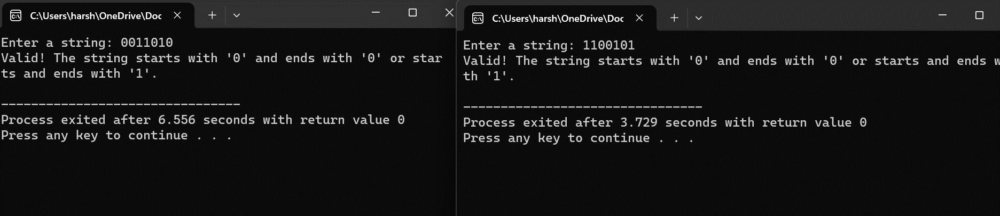 C:\Users\harsh\OneDrive\Doc
Enter a string: 0011010
Valid! The string starts with '0' and ends with '0' or star
ts and ends with '1'.
--------------------------------
Process exited after 6.556 seconds with return value 0
Press any key to continue . . .
C:\Users\harsh\OneDrive\Doc
Enter a string: 1100101
Valid! The string starts with '0' and ends with '0' or starts and ends w
th '1'.
--------------------------------
Process exited after 3.729 seconds with return value 0
Press any key to continue . . .